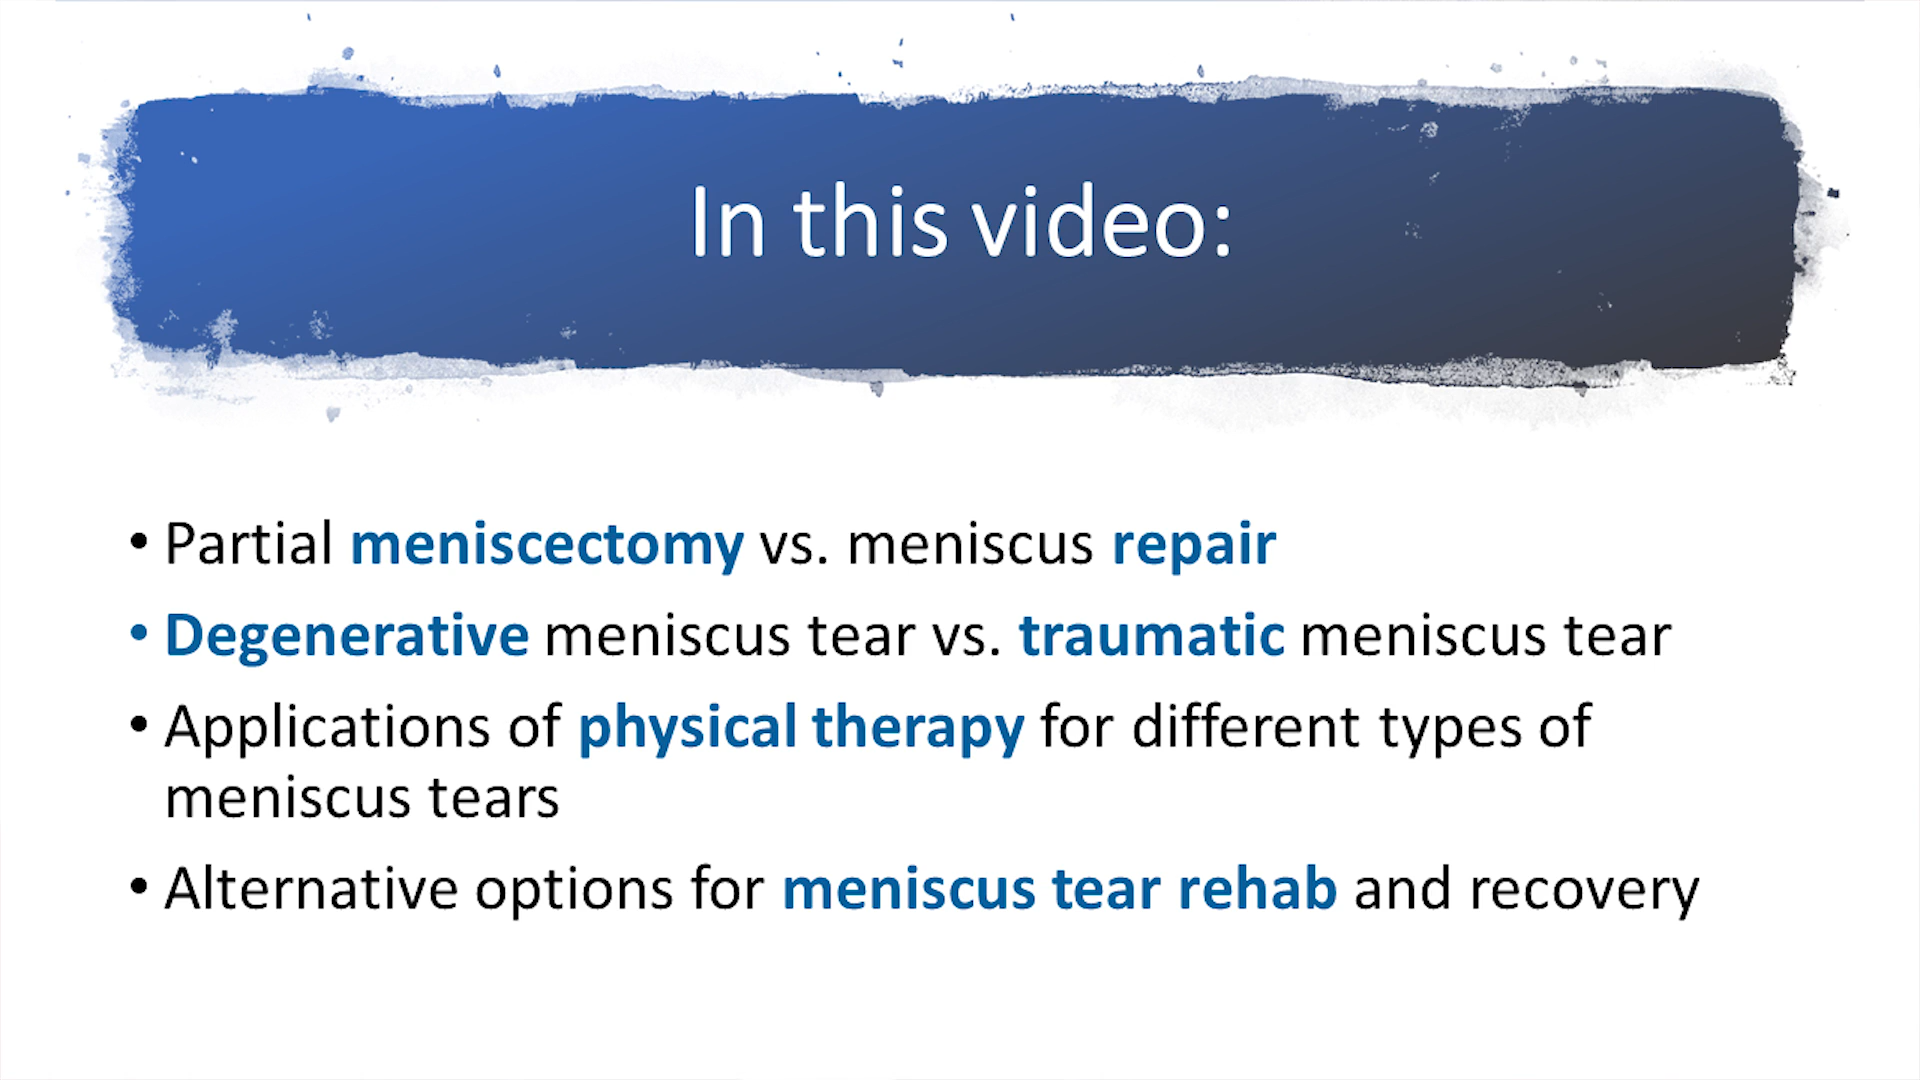 In this video:
• Partial meniscectomy vs. meniscus repair
• Degenerative meniscus tear vs. traumatic meniscus tear
• Applications of physical therapy for different types of
meniscus tears
• Alternative options for meniscus tear rehab and recovery